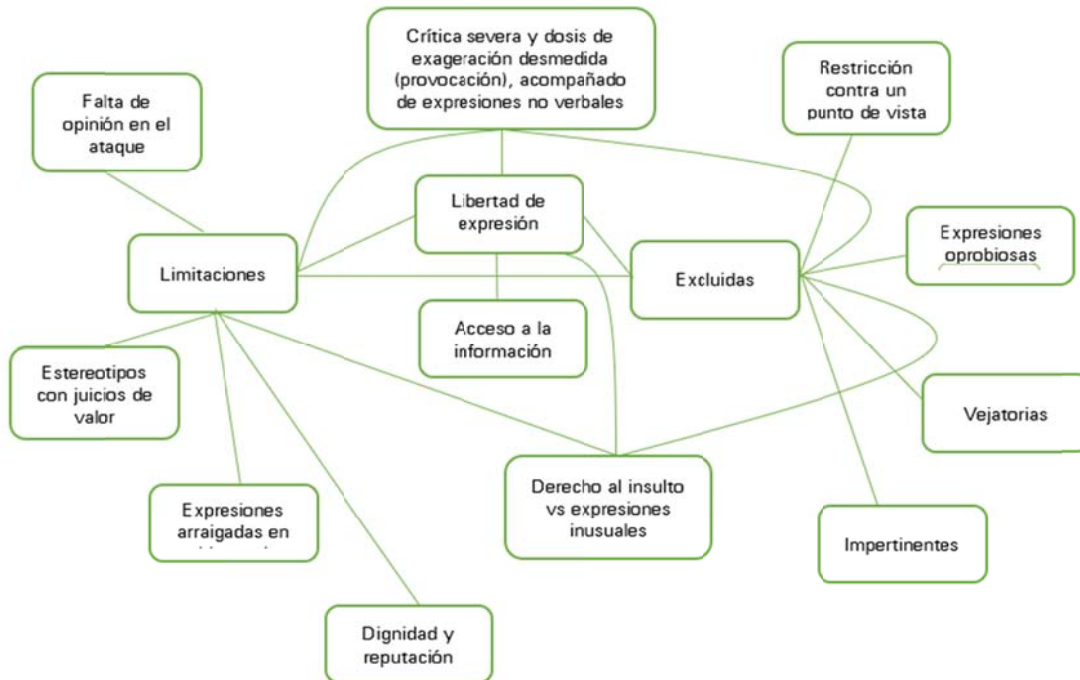 Crítica severa y dosis de
exageración desmedida
(provocación), acompañado
de expresiones no verbales
Restricción
contra un
punto de vista
Falta de
opinión en el
ataque
Libertad de
expresión
Expresiones
oprobiosas
Limitaciones
Excluidas
Acceso a la
información
Estereotipos
con juicios de
valor
Vejatorias
Derecho al insulto
vs expresiones
inusuales
Expresiones
arraigadas en
Impertinentes
Dignidad y
reputación